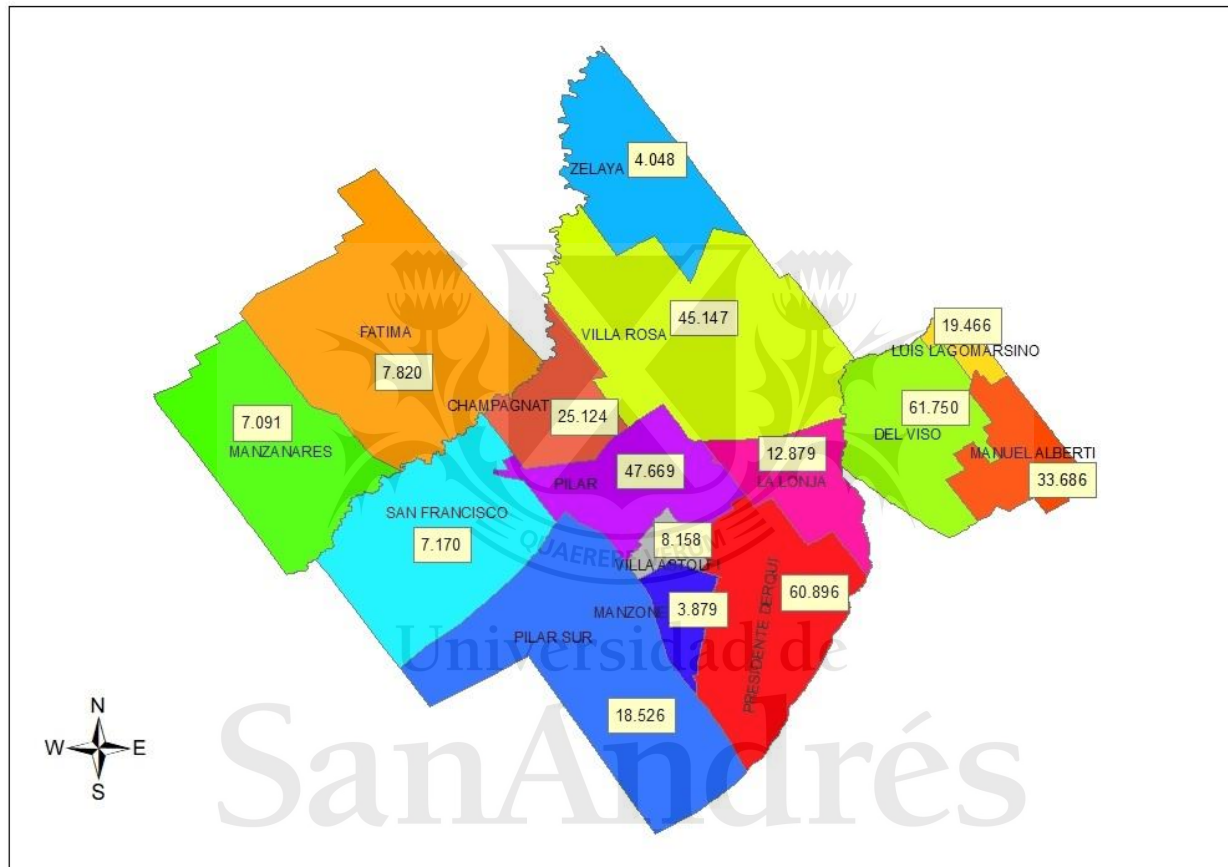 ZELAYA
4.048
FATIMA
7.820
VILLA ROSA
45.147
19.466
LUIS LAGOMARSINO
7.091
MANZANARES
CHAMPAGNAT
25.124
61.750
DEL VISO
MANUEL ALBERTI
33.686
12.879
LA LONJA
47.669
PILAR
SAN FRANCISCO
7.170
8.158
VILLA ASTOLFI
QUAERERE VERUM
60.896
PRESIDENTE DERQUI
MANZONE
3.879
PILAR SUR
18.526
Universidad de
SanAndrés
N
W E
S